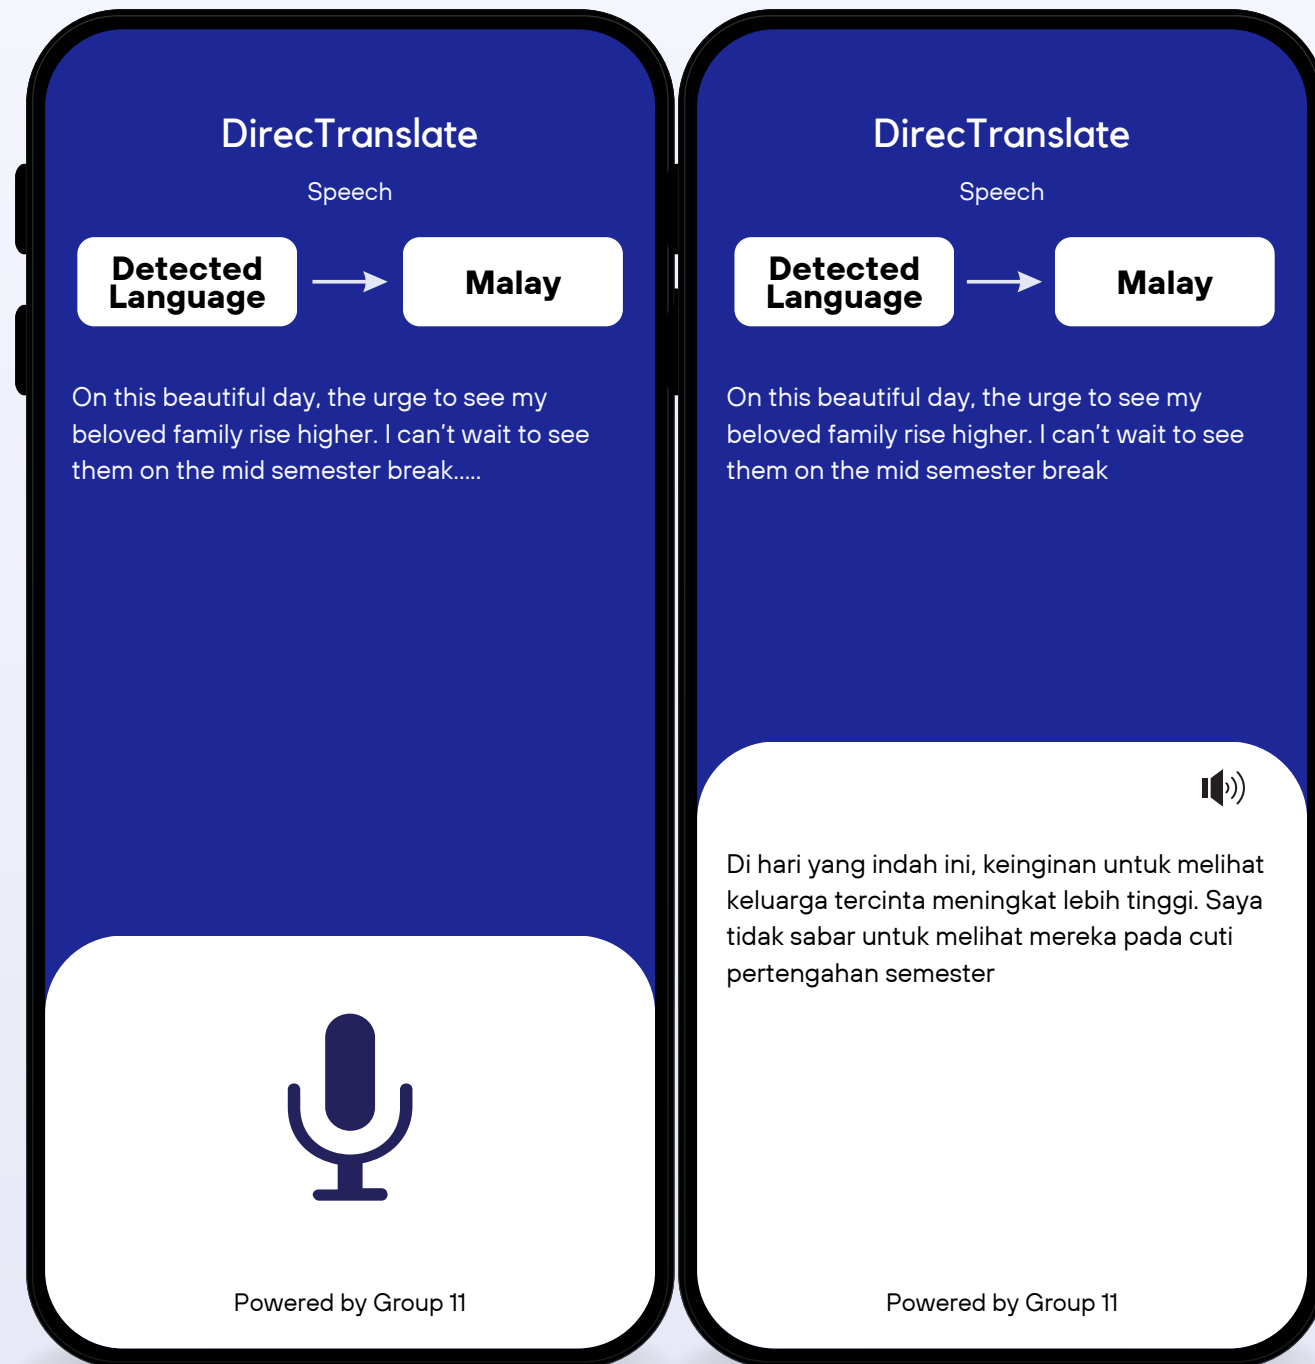 DirecTranslate
Speech
Detected
Language
Malay
On this beautiful day, the urge to see my
beloved family rise higher. I can't wait to see
them on the mid semester break.....
Powered by Group 11
DirecTranslate
Speech
Detected
Language
Malay
On this beautiful day, the urge to see my
beloved family rise higher. I can't wait to see
them on the mid semester break
Di hari yang indah ini, keinginan untuk melihat
keluarga tercinta meningkat lebih tinggi. Saya
tidak sabar untuk melihat mereka pada cuti
pertengahan semester
Powered by Group 11